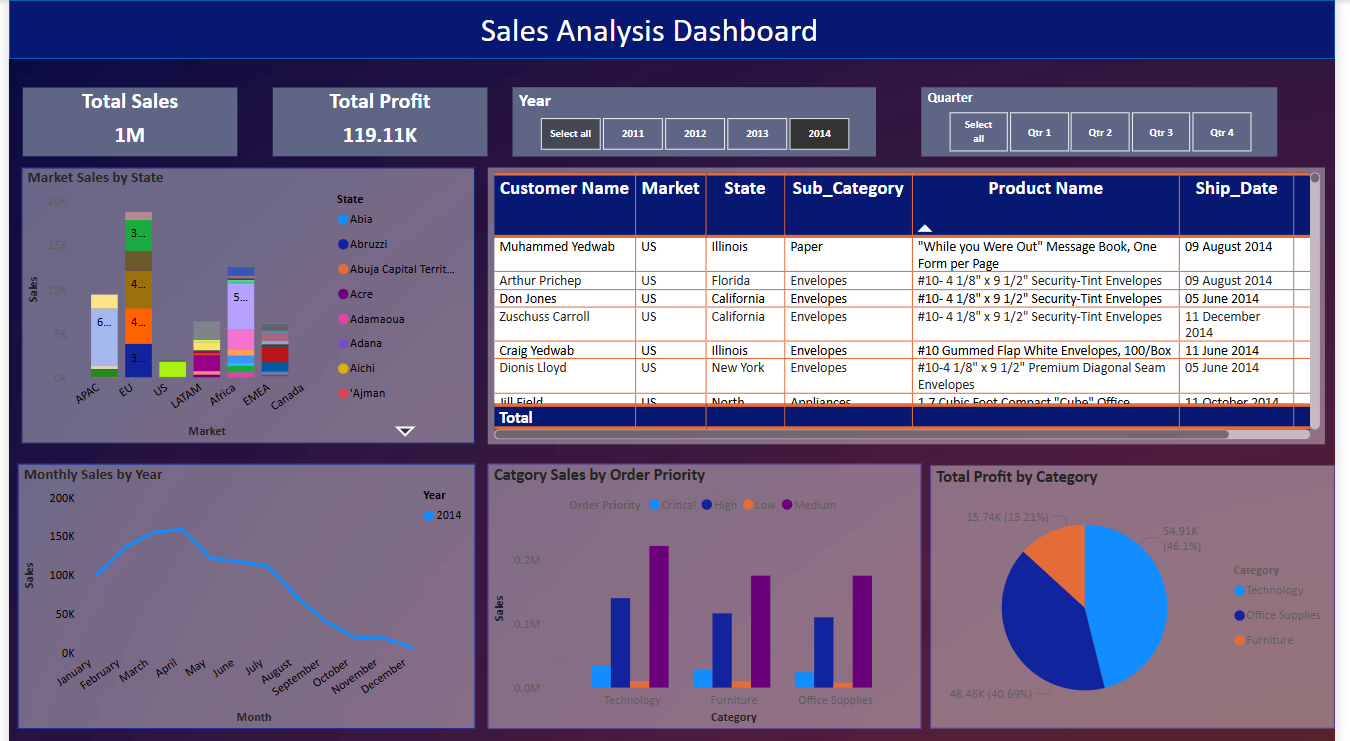 Sales Analysis Dashboard
Total Sales
1M
Total Profit
119.11K
Year
Select all
2011
2012
2013
2014
Quarter
Select
all
Qtr 1
Qtr 2
Qtr 3
Qtr 4
Market Sales by State
20K
15K
10K
5K
0K
Sales
6...
3...
4...
4...
3...
5...
APAC
EU
US
LATAM
Africa
EMEA
Canada
Market
State
Abia
Abruzzi
Abuja Capital Territ...
Acre
Adamaoua
Adana
Aichi
'Ajman
Customer Name Market State Sub_Category Product Name Ship_Date
Muhammed Yedwab US Illinois Paper "While you Were Out" Message Book, One 09 August 2014
Form per Page
Arthur Prichep US Florida Envelopes #10- 4 1/8" x 9 1/2" Security-Tint Envelopes 09 August 2014
Don Jones US California Envelopes #10- 4 1/8" x 9 1/2" Security-Tint Envelopes 05 June 2014
Zuschuss Carroll US California Envelopes #10- 4 1/8" x 9 1/2" Security-Tint Envelopes 11 December
2014
Craig Yedwab US Illinois Envelopes #10 Gummed Flap White Envelopes, 100/Box 11 June 2014
Dionis Lloyd US New York Envelopes #10-4 1/8" x 9 1/2" Premium Diagonal Seam 05 June 2014
Envelopes
Jill Field US North Appliances 1.7 Cubic Foot Compact "Cube" Office 11 October 2014
Total
Monthly Sales by Year
200K
150K
100K
50K
0K
Sales
January
February
March
April
May
June
July
August
September
October
November
December
Month
Year
2014
Catgory Sales by Order Priority
Order Priority Critical High Low Medium
0.2M
0.1M
0.0M
Sales
Technology
Furniture
Office Supplies
Category
Total Profit by Category
15.74K (13.21%)
54.91K
(46.1%)
48.46K (40.69%)
Category
Technology
Office Supplies
Furniture